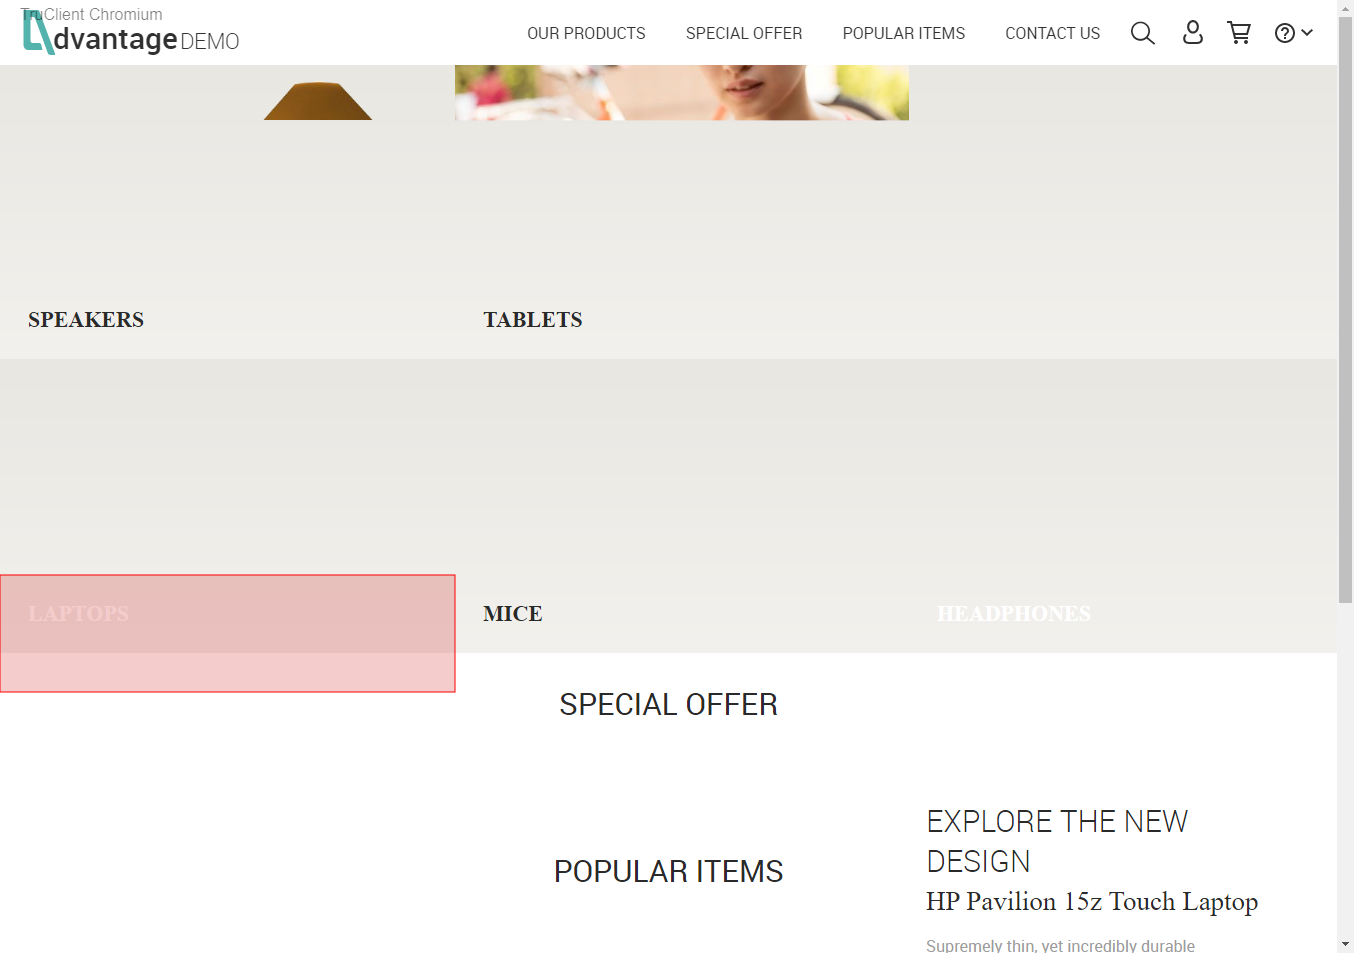 TruClient Chromium
dvantage DEMO
OUR PRODUCTS SPECIAL OFFER POPULAR ITEMS CONTACT US
SPEAKERS TABLETS
LAPTOPS MICE HEADPHONES
SPECIAL OFFER
EXPLORE THE NEW
DESIGN
POPULAR ITEMS
HP Pavilion 15z Touch Laptop
Supremely thin, yet incredibly durable